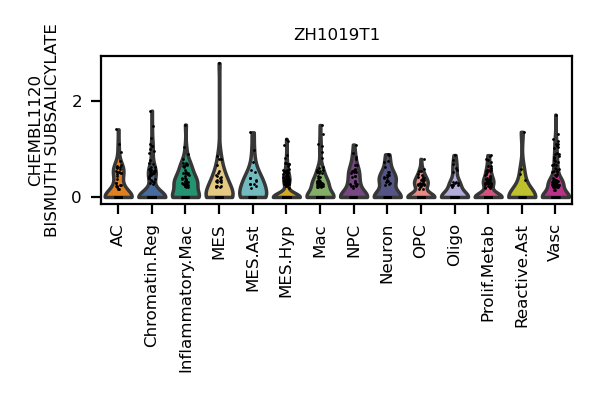 ZH1019T1
CHEMBL1120
BISMUTH SUBSALICYLATE
2
0
AC
Chromatin.Reg
Inflammatory.Mac
MES
MES.Ast
MES.Hyp
Mac
NPC
Neuron
OPC
Oligo
Prolif.Metab
Reactive.Ast
Vasc